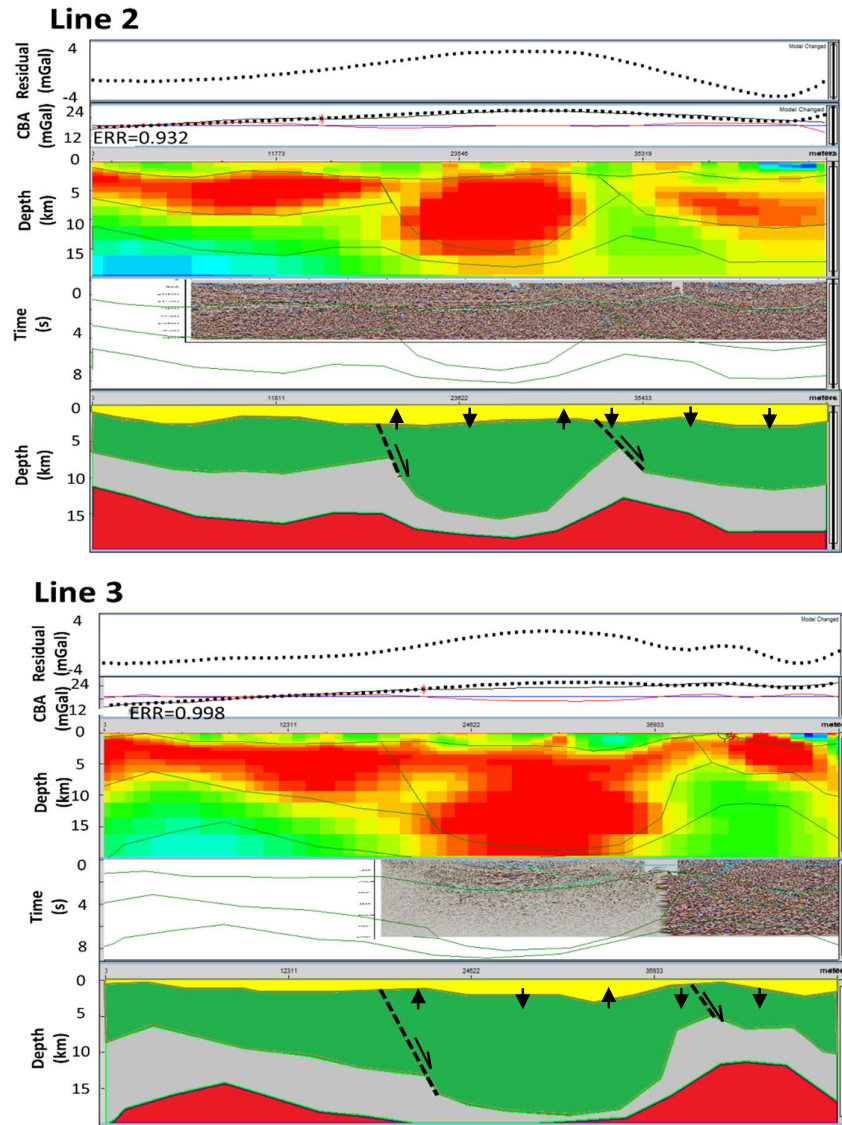 Line 2
Residual (mGal)
4
-4
Model Changed
CBA (mGal)
24
12
Model Changed
ERR=0.932
0 11773 23546 35319 meters
Depth (km)
0
5
10
15
Time (s)
0
4
8
0 11811 23622 35433 meters
Depth (km)
0
5
10
15
Line 3
Residual (mGal)
4
-4
Model Changed
CBA (mGal)
24
12
ERR=0.998
0 12311 24622 36933
Depth (km)
0
5
10
15
Time (s)
0
4
8
0 12311 24622 36933
Depth (km)
0
5
10
15